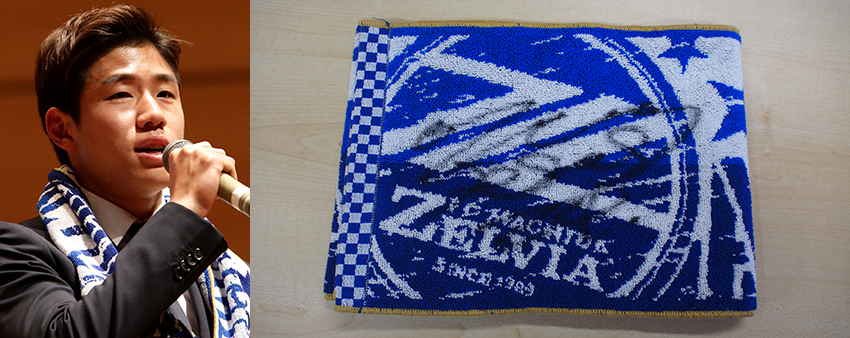 FC MACHIDA
ZELVIA
SINCE 1989